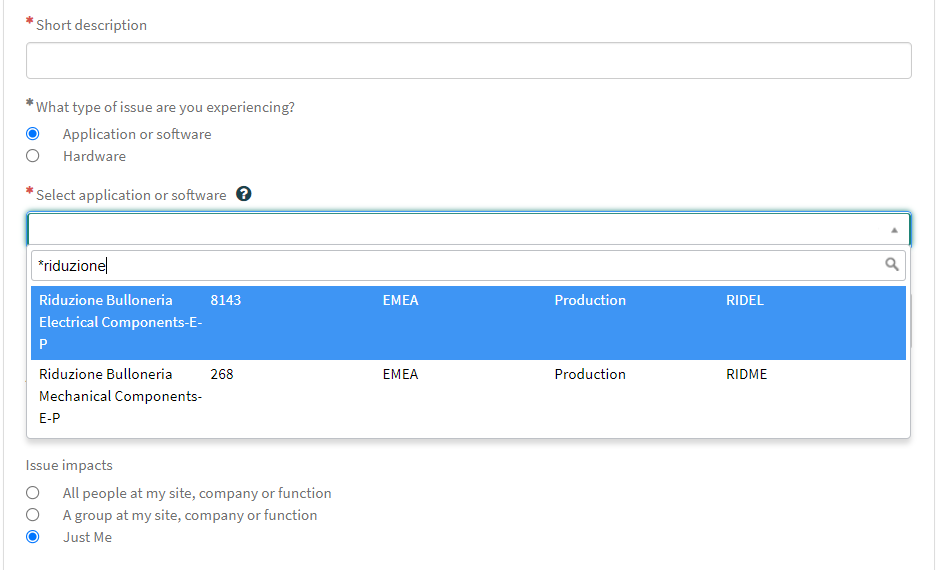 * Short description
* What type of issue are you experiencing?
Application or software
Hardware
* Select application or software ?
*riduzione
Riduzione Bulloneria 8143 EMEA Production RIDEL
Electrical Components-E-
P
Riduzione Bulloneria 268 EMEA Production RIDME
Mechanical Components-
E-P
Issue impacts
All people at my site, company or function
A group at my site, company or function
Just Me